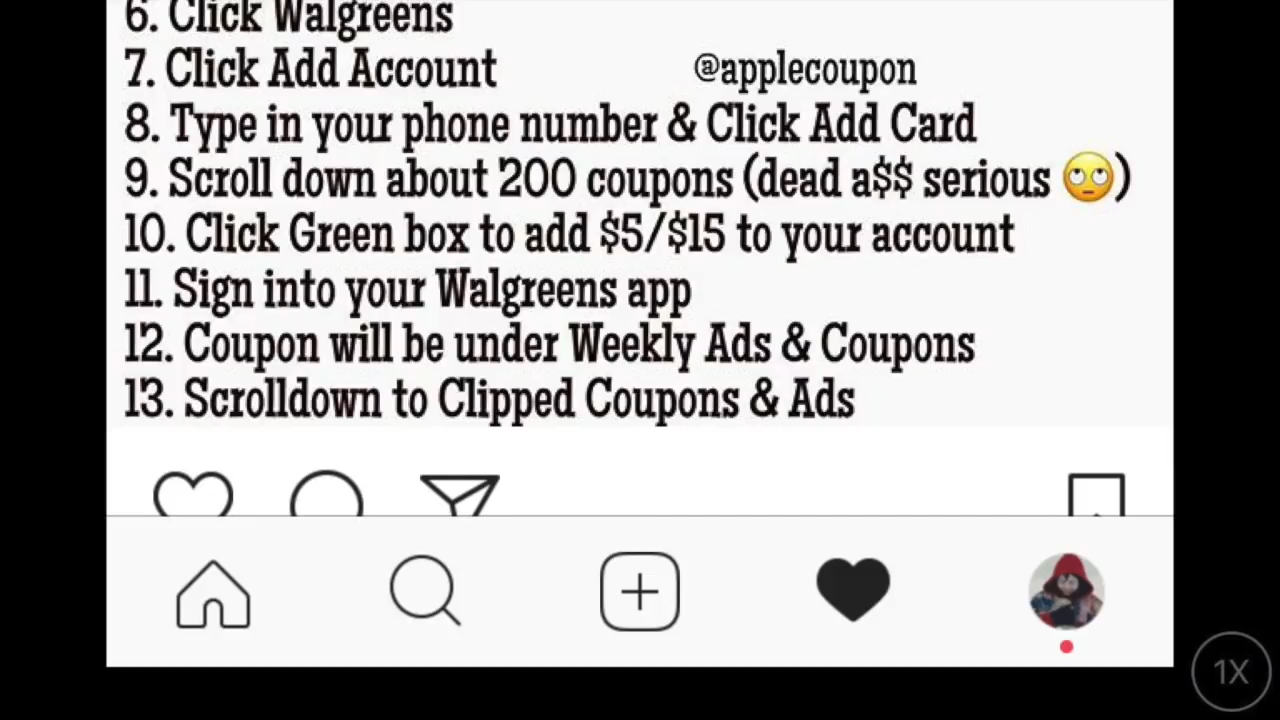 6. Click Walgreens
7. Click Add Account
@applecoupon
8. Type in your phone number & Click Add Card
9. Scroll down about 200 coupons (dead a$$ serious 🙄)
10. Click Green box to add $5/$15 to your account
11. Sign into your Walgreens app
12. Coupon will be under Weekly Ads & Coupons
13. Scrolldown to Clipped Coupons & Ads
1X